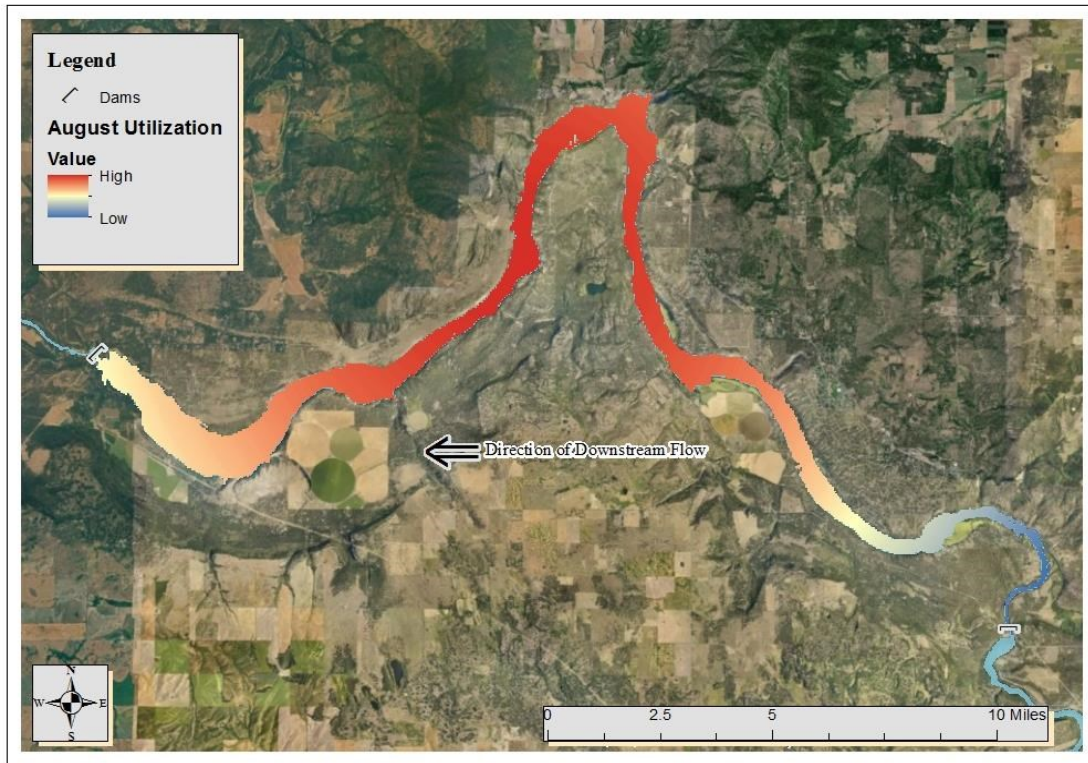 Legend
Dams
August Utilization
Value
High
Low
Direction of Downstream Flow
N
W E
S
0 2.5 5 10 Miles